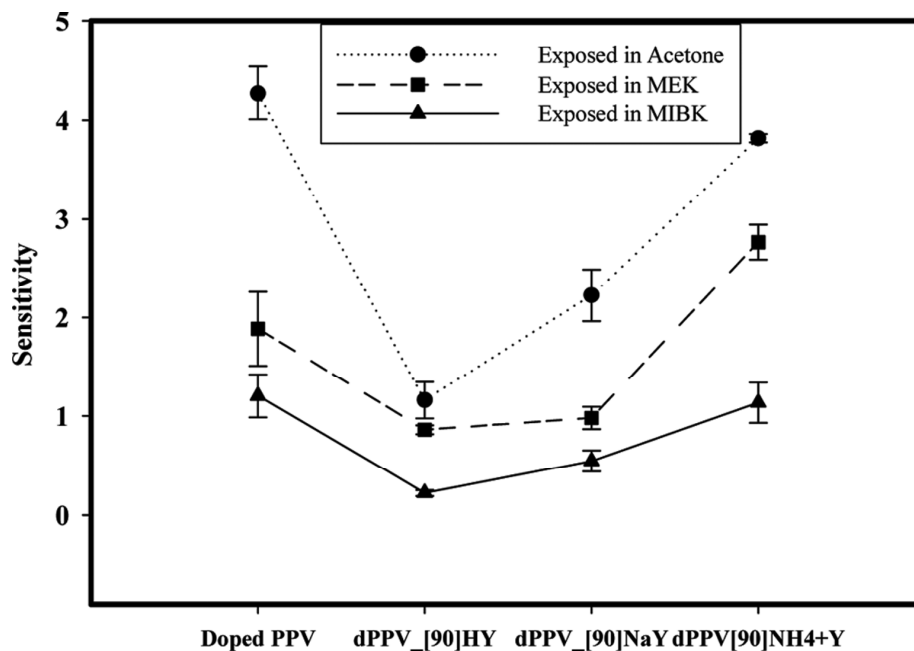 5
4
3
2
1
0
Sensitivity
Exposed in Acetone
Exposed in MEK
Exposed in MIBK
Doped PPV
dPPV_[90]HY
dPPV_[90]NaY
dPPV[90]NH4+Y